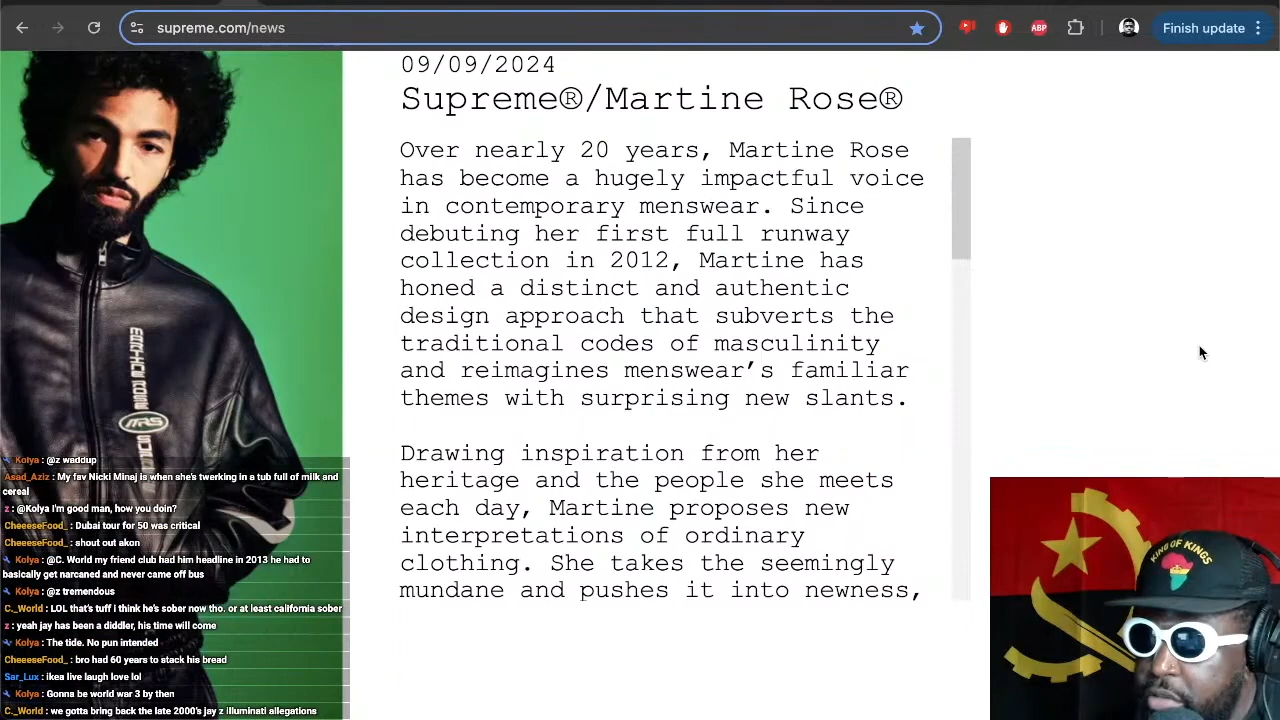 supreme.com/news
ABP
Finish update
09/09/2024
Supreme®/Martine Rose®
Over nearly 20 years, Martine Rose
has become a hugely impactful voice
in contemporary menswear. Since
debuting her first full runway
collection in 2012, Martine has
honed a distinct and authentic
design approach that subverts the
traditional codes of masculinity
and reimagines menswear’s familiar
themes with surprising new slants.
Drawing inspiration from her
heritage and the people she meets
each day, Martine proposes new
interpretations of ordinary
clothing. She takes the seemingly
mundane and pushes it into newness,
MARTINE ROSE
MRS
Kolya : @z waddup
Asad_Aziz : My fav Nicki Minaj is when she's twerking in a tub full of milk and
cereal
z : @Kolya I'm good man, how you doin?
CheeeseFood_ : Dubai tour for 50 was critical
CheeeseFood_ : shout out akon
Kolya : @C. World my friend club had him headline in 2013 he had to
basically get narcaned and never came off bus
Kolya : @z tremendous
C._World : LOL that's tuff i think he's sober now tho. or at least california sober
z : yeah jay has been a diddler, his time will come
Kolya : The tide. No pun intended
CheeeseFood_ : bro had 60 years to stack his bread
Sar_Lux : ikea live laugh love lol
Kolya : Gonna be world war 3 by then
C._World : we gotta bring back the late 2000's jay z illuminati allegations
KING OF KINGS